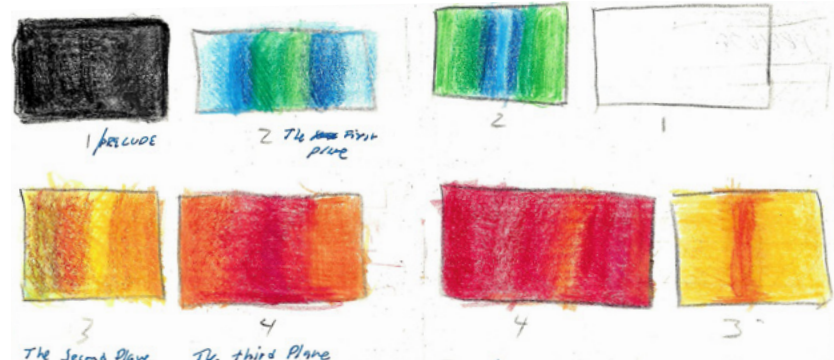 1/PRELUDE
2 The First
plane
2
1
3
4
4
3
The Second Plane
The third Plane